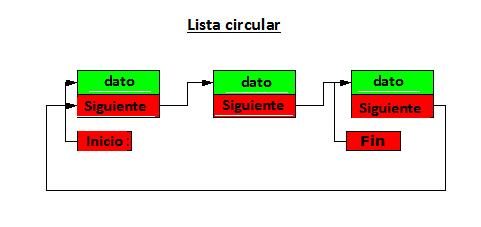 Lista circular
dato dato dato
Siguiente Siguiente Siguiente
Inicio: Fin